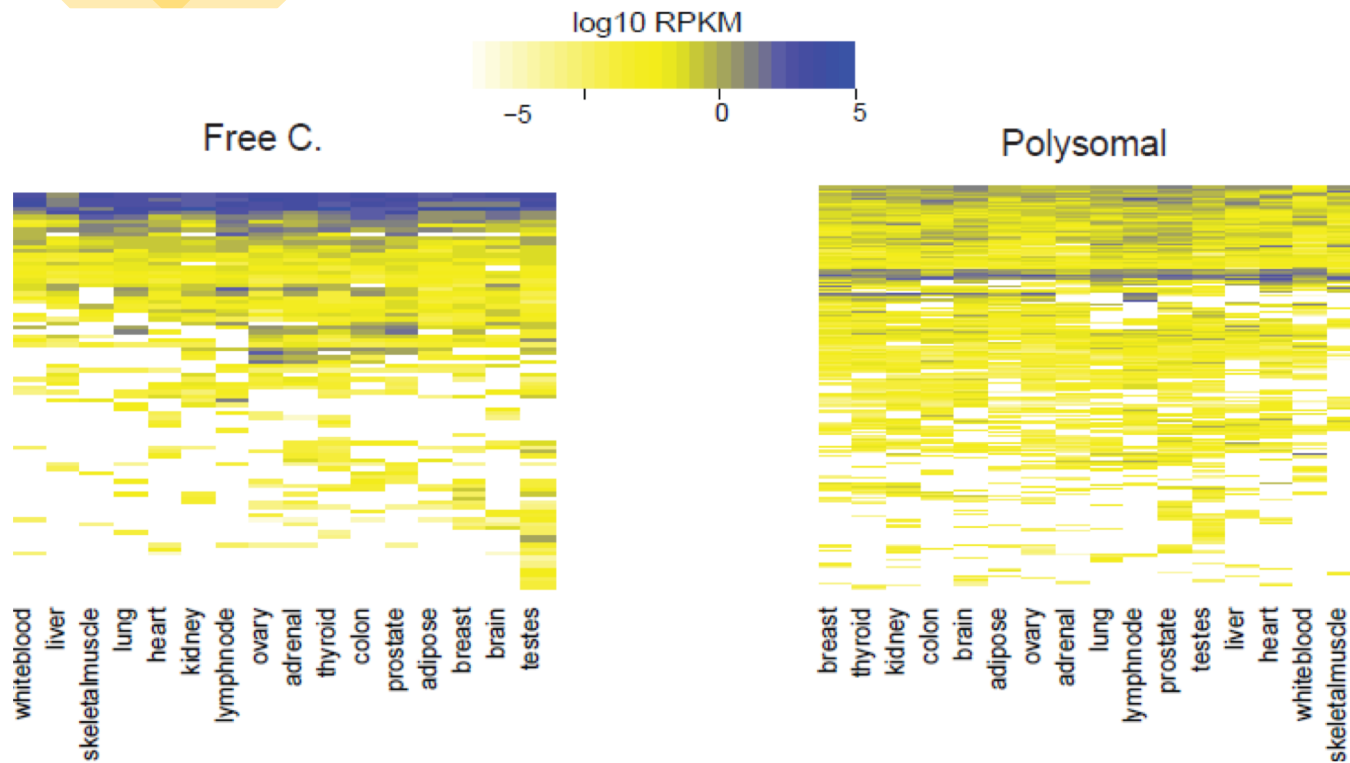 log10 RPKM
−5 0 5
Free C.
Polysomal
whiteblood
liver
skeletalmuscle
lung
heart
kidney
lymphnode
ovary
adrenal
thyroid
colon
prostate
adipose
breast
brain
testes
breast
thyroid
kidney
colon
brain
adipose
ovary
adrenal
lung
lymphnode
prostate
testes
liver
heart
whiteblood
skeletalmuscle